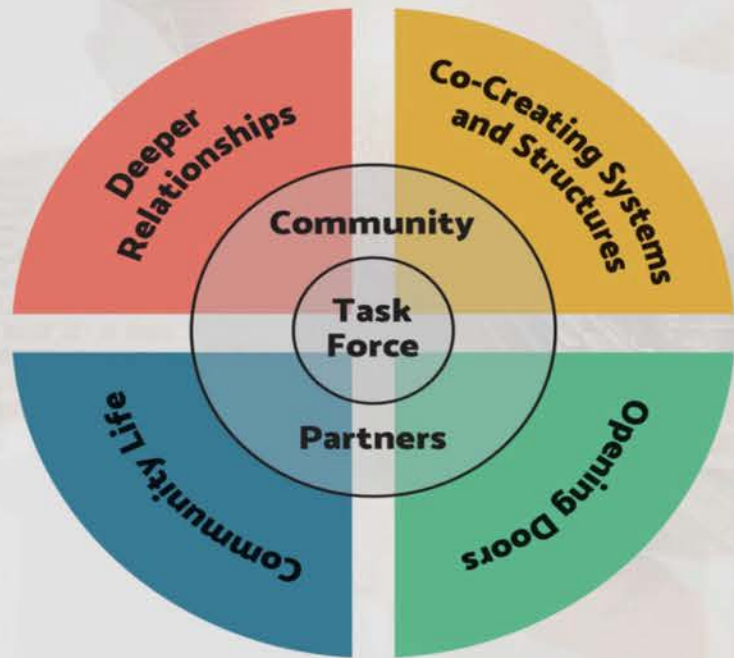 Deeper
Relationships
Co-Creating Systems
and Structures
Community
Task
Force
Partners
Community Life
Opening Doors